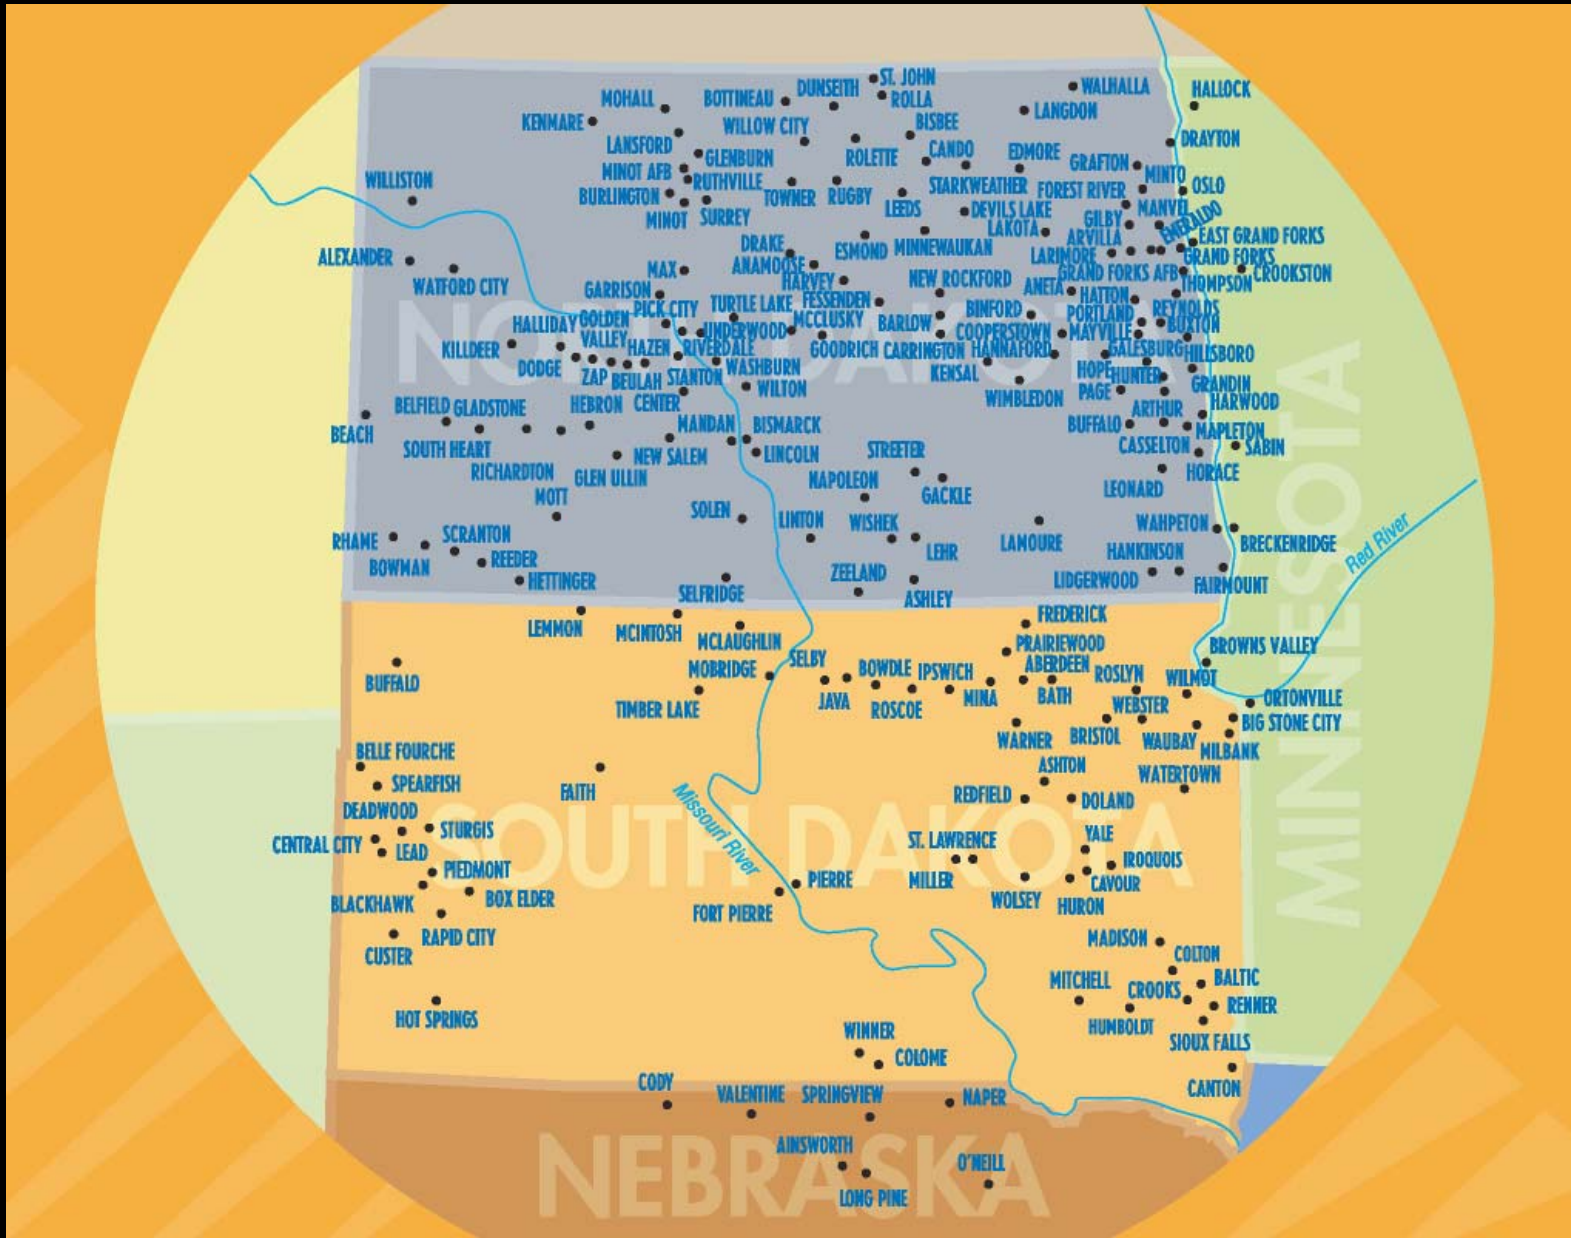 ST. JOHN
DUNSEITH
WALHALLA
HALLOCK
MOHALL
BOTTINEAU
ROLLA
LANGDON
KENMARE
WILLOW CITY
BISBEE
DRAYTON
LANSFORD
GLENBURN
ROLETTE
CANDO
EDMORE
GRAFTON
MINOT AFB
RUTHVILLE
MINTO
WILLISTON
BURLINGTON
TOWNER
RUGBY
STARKWEATHER
FOREST RIVER
OSLO
MINOT
SURREY
LEEDS
DEVILS LAKE
GILBY
MANVEL
EMERALDO
LAKOTA
ARVILLA
EAST GRAND FORKS
DRAKE
ESMOND
MINNEWAUKAN
LARIMORE
GRAND FORKS
ALEXANDER
ANAMOOSE
MAX
GRAND FORKS AFB
CROOKSTON
WATFORD CITY
GARRISON
HARVEY
NEW ROCKFORD
ANETA
HATTON
THOMPSON
PICK CITY
TURTLE LAKE
FESSENDEN
BINFORD
PORTLAND
REYNOLDS
HALLIDAY
GOLDEN
VALLEY
UNDERWOOD
MCCLUSKY
BARLOW
COOPERSTOWN
MAYVILLE
BUXTON
NORTH DAKOTA
KILLDEER
HAZEN
RIVERDALE
GOODRICH
CARRINGTON
HANNAFORD
GALESBURG
HILLSBORO
DODGE
ZAP
BEULAH
STANTON
WASHBURN
KENSAL
HOPE
HUNTER
GRANDIN
WILTON
WIMBLEDON
PAGE
BELFIELD
GLADSTONE
HEBRON
CENTER
ARTHUR
HARWOOD
BEACH
MANDAN
BISMARCK
BUFFALO
MAPLETON
SOUTH HEART
NEW SALEM
LINCOLN
STREETER
CASSELTON
SABIN
RICHARDTON
GLEN ULLIN
NAPOLEON
GACKLE
LEONARD
HORACE
MOTT
SOLEN
LINTON
WISHEK
WAHPETON
RHAME
SCRANTON
LAMOURE
BRECKENRIDGE
BOWMAN
REEDER
LEHR
HANKINSON
HETTINGER
SELFRIDGE
ZEELAND
ASHLEY
LIDGERWOOD
FAIRMOUNT
Red River
MINNESOTA
LEMMON
MCINTOSH
MCLAUGHLIN
FREDERICK
PRAIRIEWOOD
BROWNS VALLEY
BUFFALO
MOBRIDGE
SELBY
BOWDLE
IPSWICH
ABERDEEN
ROSLYN
WILMOT
TIMBER LAKE
JAVA
ROSCOE
MINA
BATH
WEBSTER
ORTONVILLE
BIG STONE CITY
WARNER
BRISTOL
WAUBAY
MILBANK
BELLE FOURCHE
ASHTON
WATERTOWN
SPEARFISH
FAITH
REDFIELD
DOLAND
Missouri River
DEADWOOD
SOUTH DAKOTA
CENTRAL CITY
STURGIS
LEAD
ST. LAWRENCE
YALE
IROQUOIS
PIEDMONT
PIERRE
MILLER
CAVOUR
BLACKHAWK
BOX ELDER
FORT PIERRE
WOLSEY
HURON
RAPID CITY
CUSTER
MADISON
COLTON
MITCHELL
CROOKS
BALTIC
HOT SPRINGS
HUMBOLDT
RENNER
WINNER
COLOME
SIOUX FALLS
CODY
CANTON
VALENTINE
SPRINGVIEW
NAPER
AINSWORTH
O'NEILL
NEBRASKA
LONG PINE